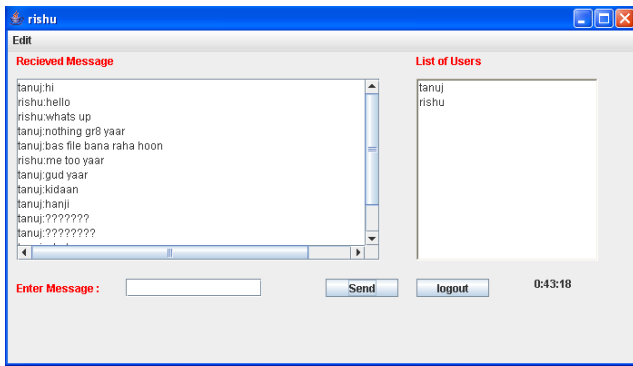 rishu
Edit
Recieved Message
List of Users
tanuj:hi
rishu:hello
rishu:whats up
tanuj:nothing gr8 yaar
tanuj:bas file bana raha hoon
rishu:me too yaar
tanuj:gud yaar
tanuj:kidaan
tanuj:hanji
tanuj:???????
tanuj:????????
tanuj
rishu
Enter Message :
Send
logout
0:43:18